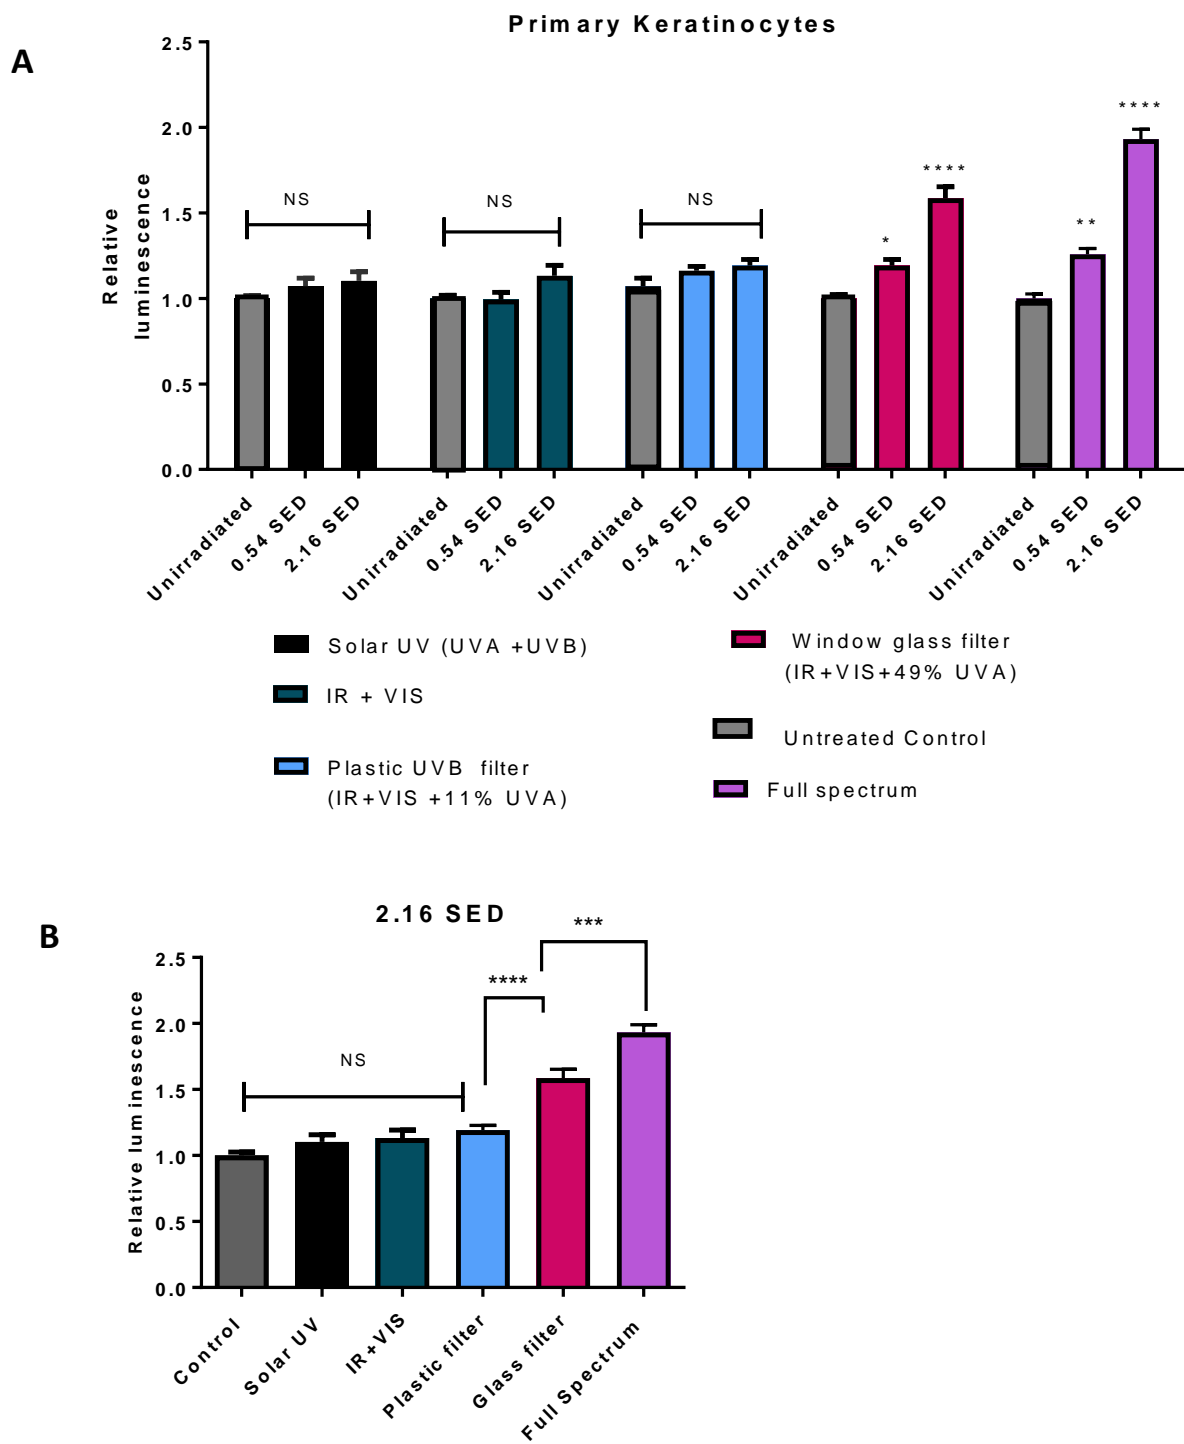 Primary Keratinocytes
A
2.5
2.0
1.5
1.0
0.5
0.0
Relative
luminescence
NS
NS
NS
*
****
**
****
Unirradiated
0.54 SED
2.16 SED
Unirradiated
0.54 SED
2.16 SED
Unirradiated
0.54 SED
2.16 SED
Unirradiated
0.54 SED
2.16 SED
Unirradiated
0.54 SED
2.16 SED
Solar UV (UVA +UVB)
IR + VIS
Plastic UVB filter
(IR+VIS +11% UVA)
Window glass filter
(IR+VIS+49% UVA)
Untreated Control
Full spectrum
B
2.16 SED
2.5
2.0
1.5
1.0
0.5
0.0
Relative luminescence
NS
****
***
Control
Solar UV
IR+VIS
Plastic filter
Glass filter
Full Spectrum